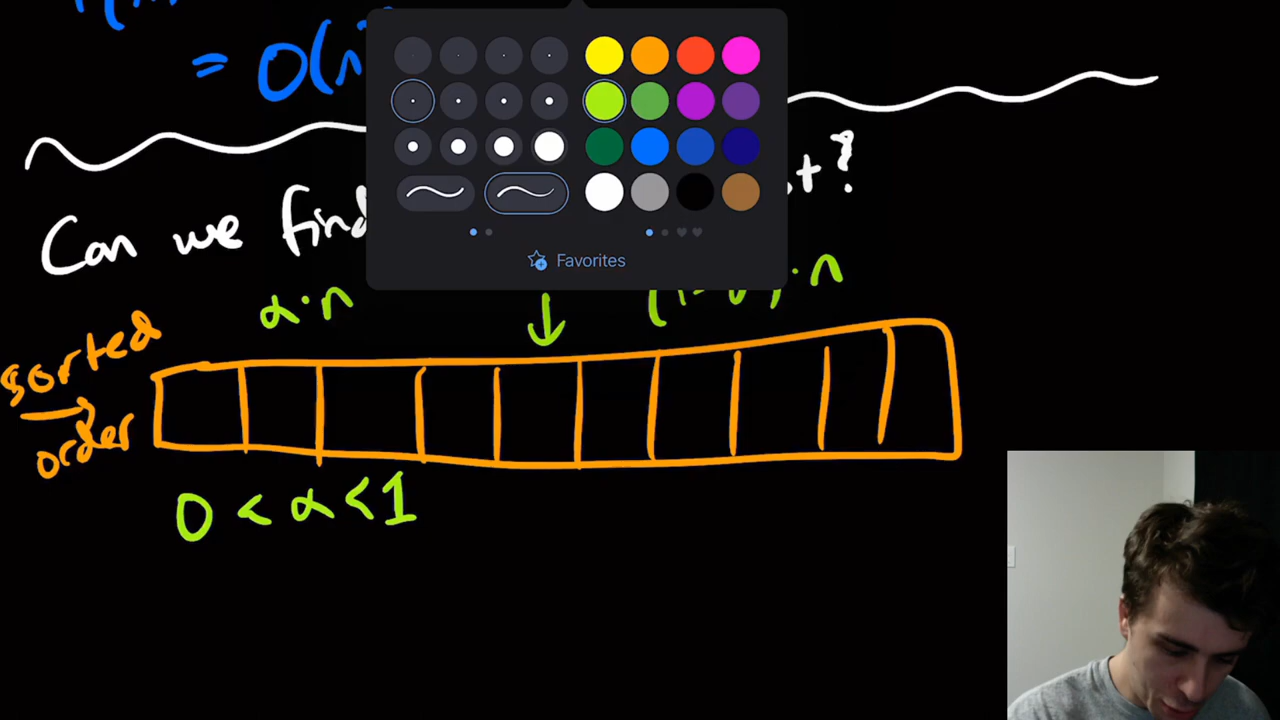 = O(n
Can we find t?
Favorites
α·n (1-α)·n
sorted
order
0 < α < 1